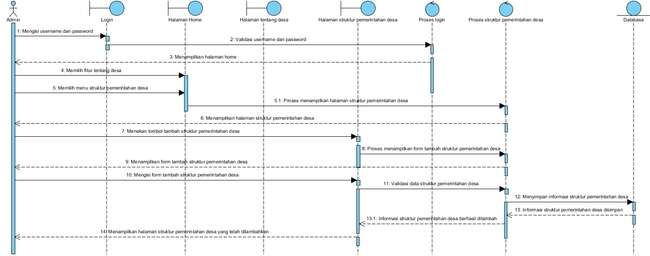 Admin
Login
Halaman Home
Halaman tentang desa
Halaman struktur pemerintahan desa
Proses login
Proses struktur pemerintahan desa
Database
1: Mengisi username dan password
2: Validasi username dan password
3: Menampilkan halaman home
4: Memilih fitur tentang desa
5: Memilih menu struktur pemerintahan desa
5.1: Proses menampilkan halaman struktur pemerintahan desa
6: Menampilkan halaman struktur pemerintahan desa
7: Menekan tombol tambah struktur pemerintahan desa
8: Proses menampilkan form tambah struktur pemerintahan desa
9: Menampilkan form tambah struktur pemerintahan desa
10: Mengisi form tambah struktur pemerintahan desa
11: Validasi data struktur pemerintahan desa
12: Menyimpan informasi struktur pemerintahan desa
13: Informasi struktur pemerintahan desa disimpan
13.1: Informasi struktur pemerintahan desa berhasil ditambah
14: Menampilkan halaman struktur pemerintahan desa yang telah ditambahkan